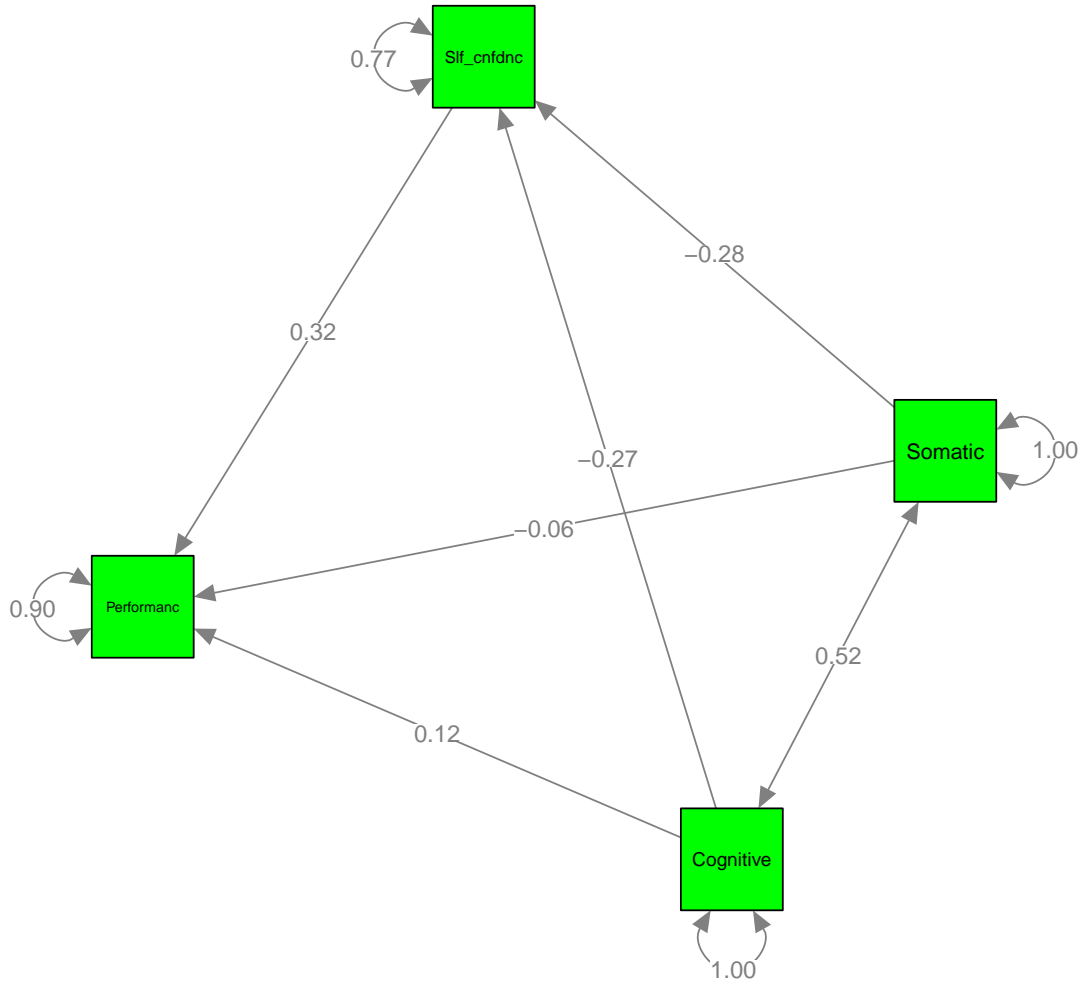 Slf_cnfdnc
0.77
−0.28
0.32
Somatic
1.00
−0.27
−0.06
Performanc
0.90
0.52
0.12
Cognitive
1.00